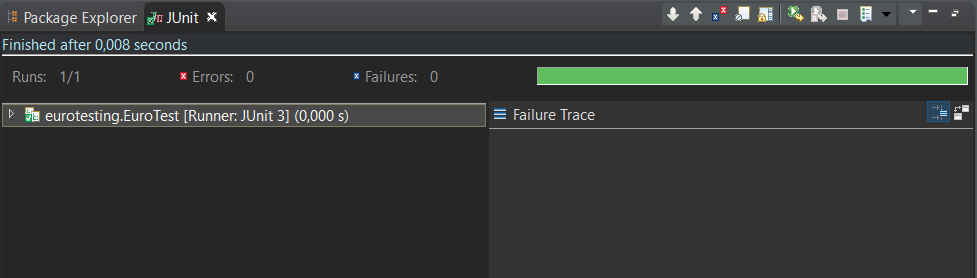 Package Explorer JUnit
Finished after 0,008 seconds
Runs: 1/1 Errors: 0 Failures: 0
eurotesting.EuroTest [Runner: JUnit 3] (0,000 s)
Failure Trace